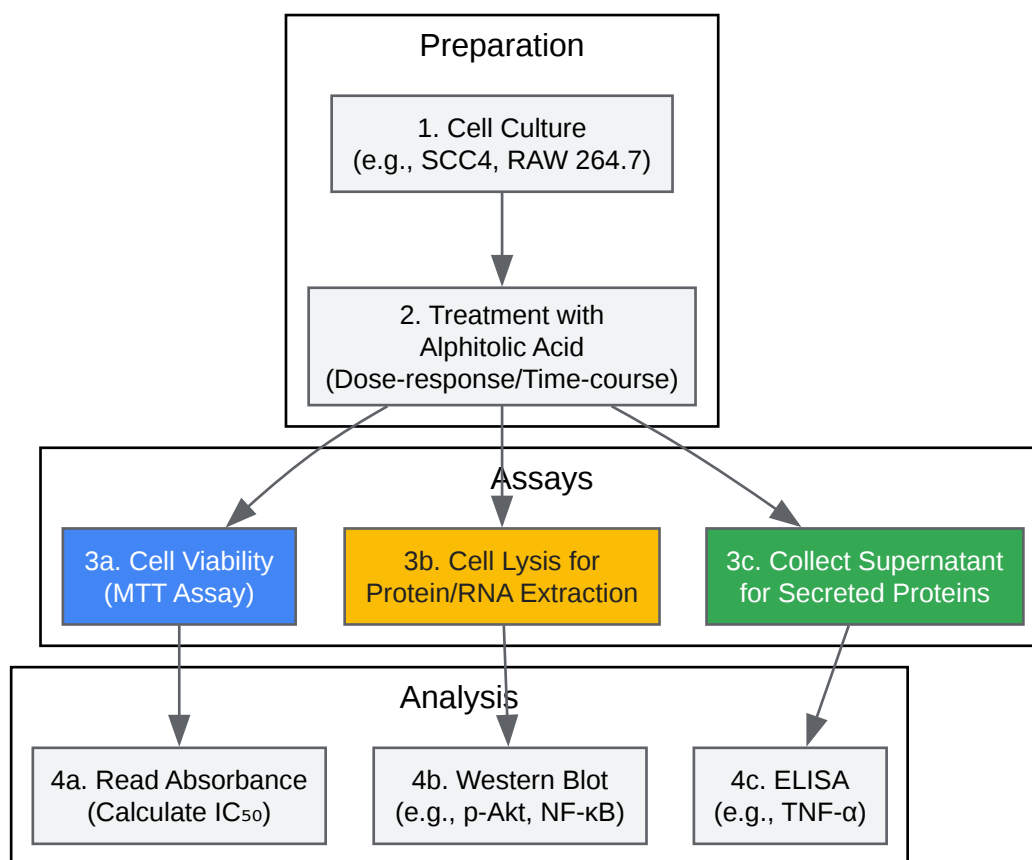 Preparation
1. Cell Culture
(e.g., SCC4, RAW 264.7)
2. Treatment with
Alphitolic Acid
(Dose-response/Time-course)
Assays
3a. Cell Viability
(MTT Assay)
3b. Cell Lysis for
Protein/RNA Extraction
3c. Collect Supernatant
for Secreted Proteins
Analysis
4a. Read Absorbance
(Calculate IC₅₀)
4b. Western Blot
(e.g., p-Akt, NF-κB)
4c. ELISA
(e.g., TNF-α)